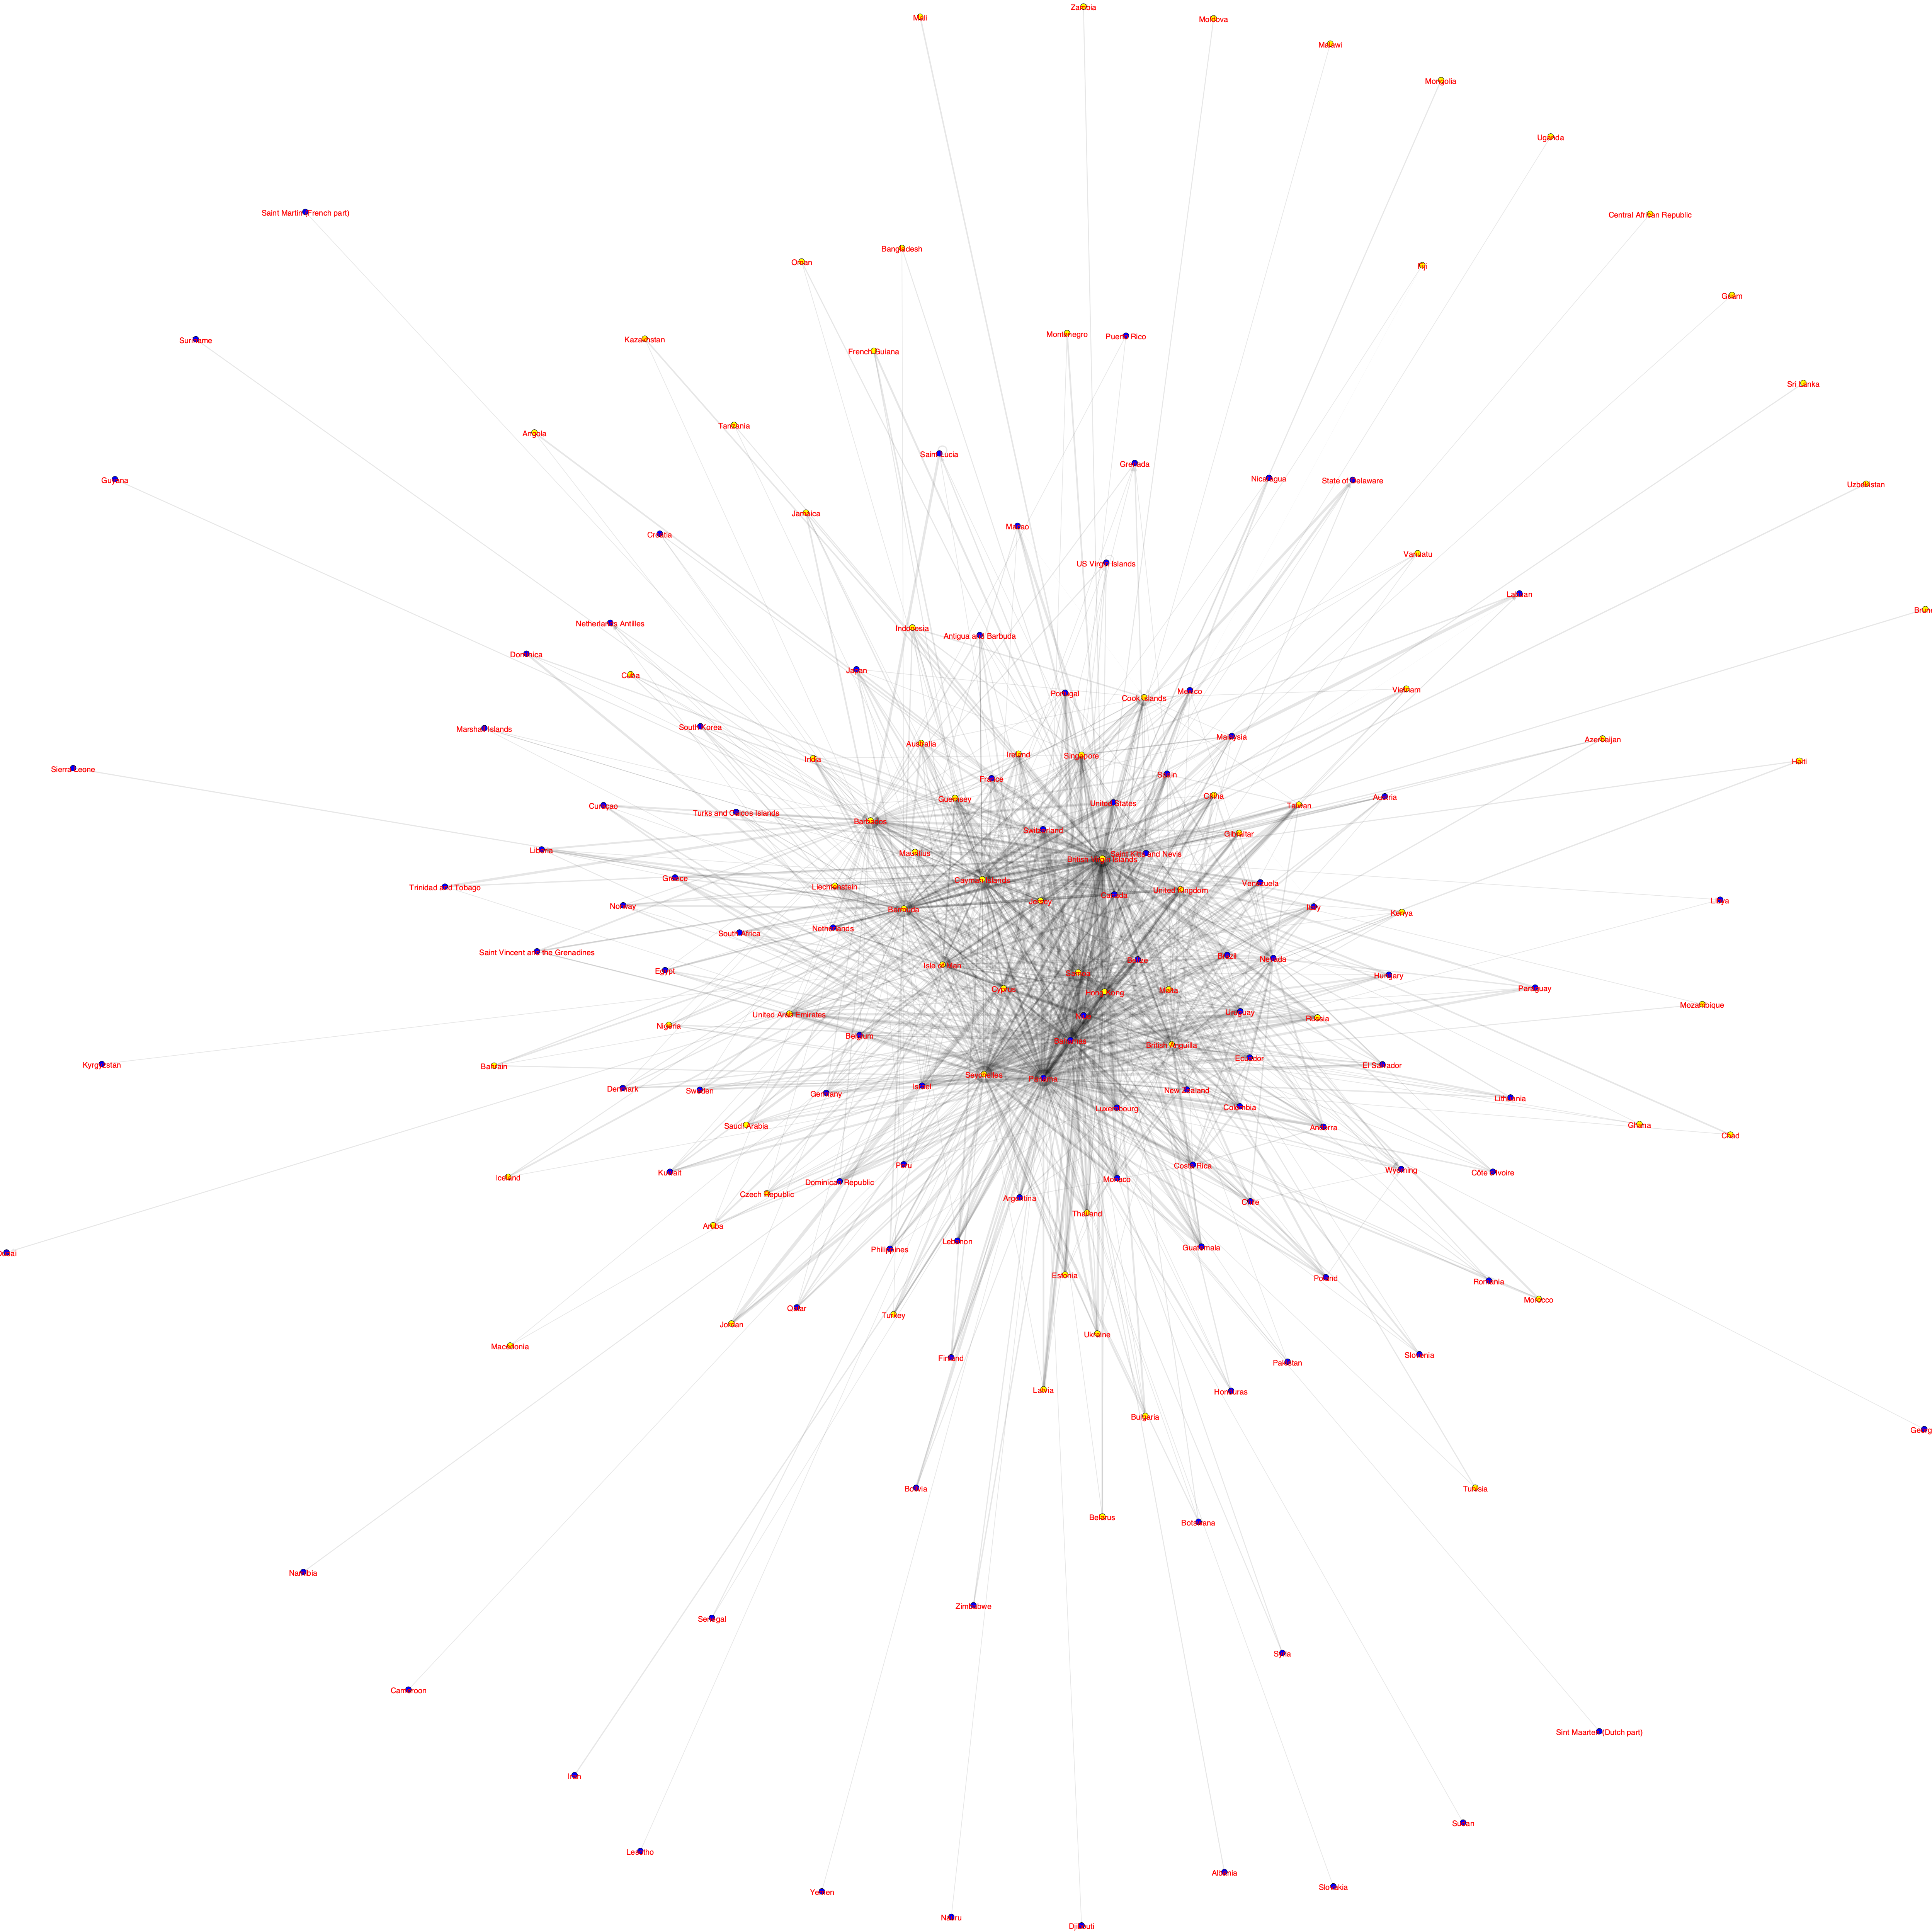 Mali
Zambia
Moldova
Malawi
Mongolia
Uganda
Saint Martin (French part)
Central African Republic
Bangladesh
Oman
Fiji
Guam
Montenegro
Puerto Rico
Suriname
Kazakhstan
French Guiana
Sri Lanka
Tanzania
Angola
Saint Lucia
Grenada
Nicaragua
State of Delaware
Guyana
Uzbekistan
Jamaica
Macao
Croatia
Vanuatu
US Virgin Islands
Labuan
Netherlands Antilles
Indonesia
Antigua and Barbuda
Dominica
Japan
Cuba
Portugal
Cook Islands
Mexico
Vietnam
South Korea
Marshall Islands
Malaysia
Azerbaijan
Australia
Ireland
Singapore
India
Haiti
Sierra Leone
France
Spain
Guernsey
China
Curaçao
United States
Taiwan
Austria
Turks and Caicos Islands
Barbados
Switzerland
Gibraltar
Liberia
Mauritius
British Virgin Islands
Saint Kitts and Nevis
Greece
Cayman Islands
Venezuela
Trinidad and Tobago
Liechtenstein
United Kingdom
Canada
Jersey
Libya
Norway
Bermuda
Italy
Kenya
Netherlands
South Africa
Saint Vincent and the Grenadines
Brazil
Nevada
Belize
Isle of Man
Egypt
Samoa
Hungary
Cyprus
Hong Kong
Malta
Paraguay
Mozambique
United Arab Emirates
Niue
Uruguay
Russia
Nigeria
Belgium
Bahamas
British Anguilla
Ecuador
Kyrgyzstan
Bahrain
El Salvador
Seychelles
Panama
Denmark
Sweden
Germany
Israel
New Zealand
Lithuania
Luxembourg
Colombia
Saudi Arabia
Andorra
Ghana
Chad
Peru
Costa Rica
Kuwait
Wyoming
Côte d'Ivoire
Iceland
Dominican Republic
Monaco
Czech Republic
Argentina
Chile
Thailand
Aruba
Lebanon
Philippines
Guatemala
Estonia
Poland
Romania
Morocco
Qatar
Turkey
Jordan
Ukraine
Macedonia
Slovenia
Finland
Pakistan
Latvia
Honduras
Bulgaria
Bolivia
Tunisia
Belarus
Botswana
Namibia
Zimbabwe
Senegal
Syria
Cameroon
Sint Maarten (Dutch part)
Iran
Sudan
Lesotho
Albania
Slovakia
Yemen
Nauru
Djibouti